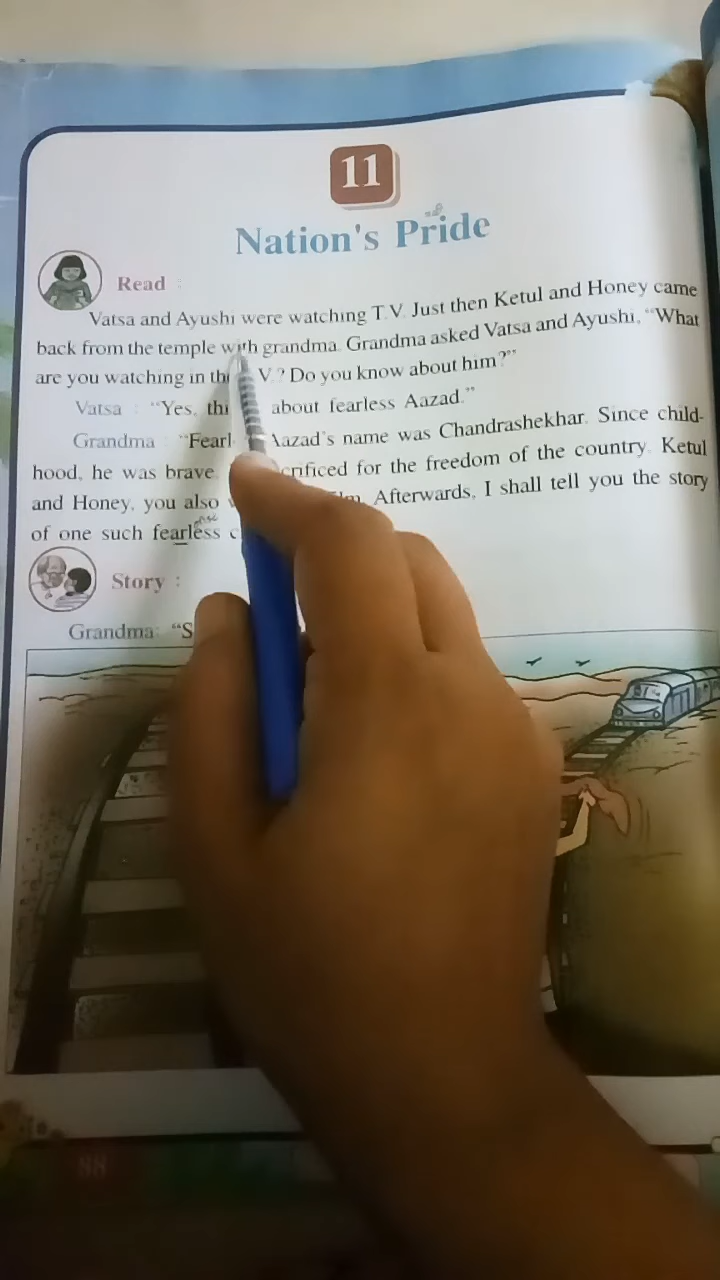 11
Nation's Pride
Read :
Vatsa and Ayushi were watching T.V. Just then Ketul and Honey came
back from the temple with grandma. Grandma asked Vatsa and Ayushi, "What
are you watching in V.? Do you know about him?"
Vatsa : "Yes, about fearless Aazad."
Grandma : Aazad's name was Chandrashekhar. Since child-
hood, he was brave for the freedom of the country. Ketul
and Honey, you also Afterwards, I shall tell you the story
of one such fearless
Story :
Grandma: "S
88